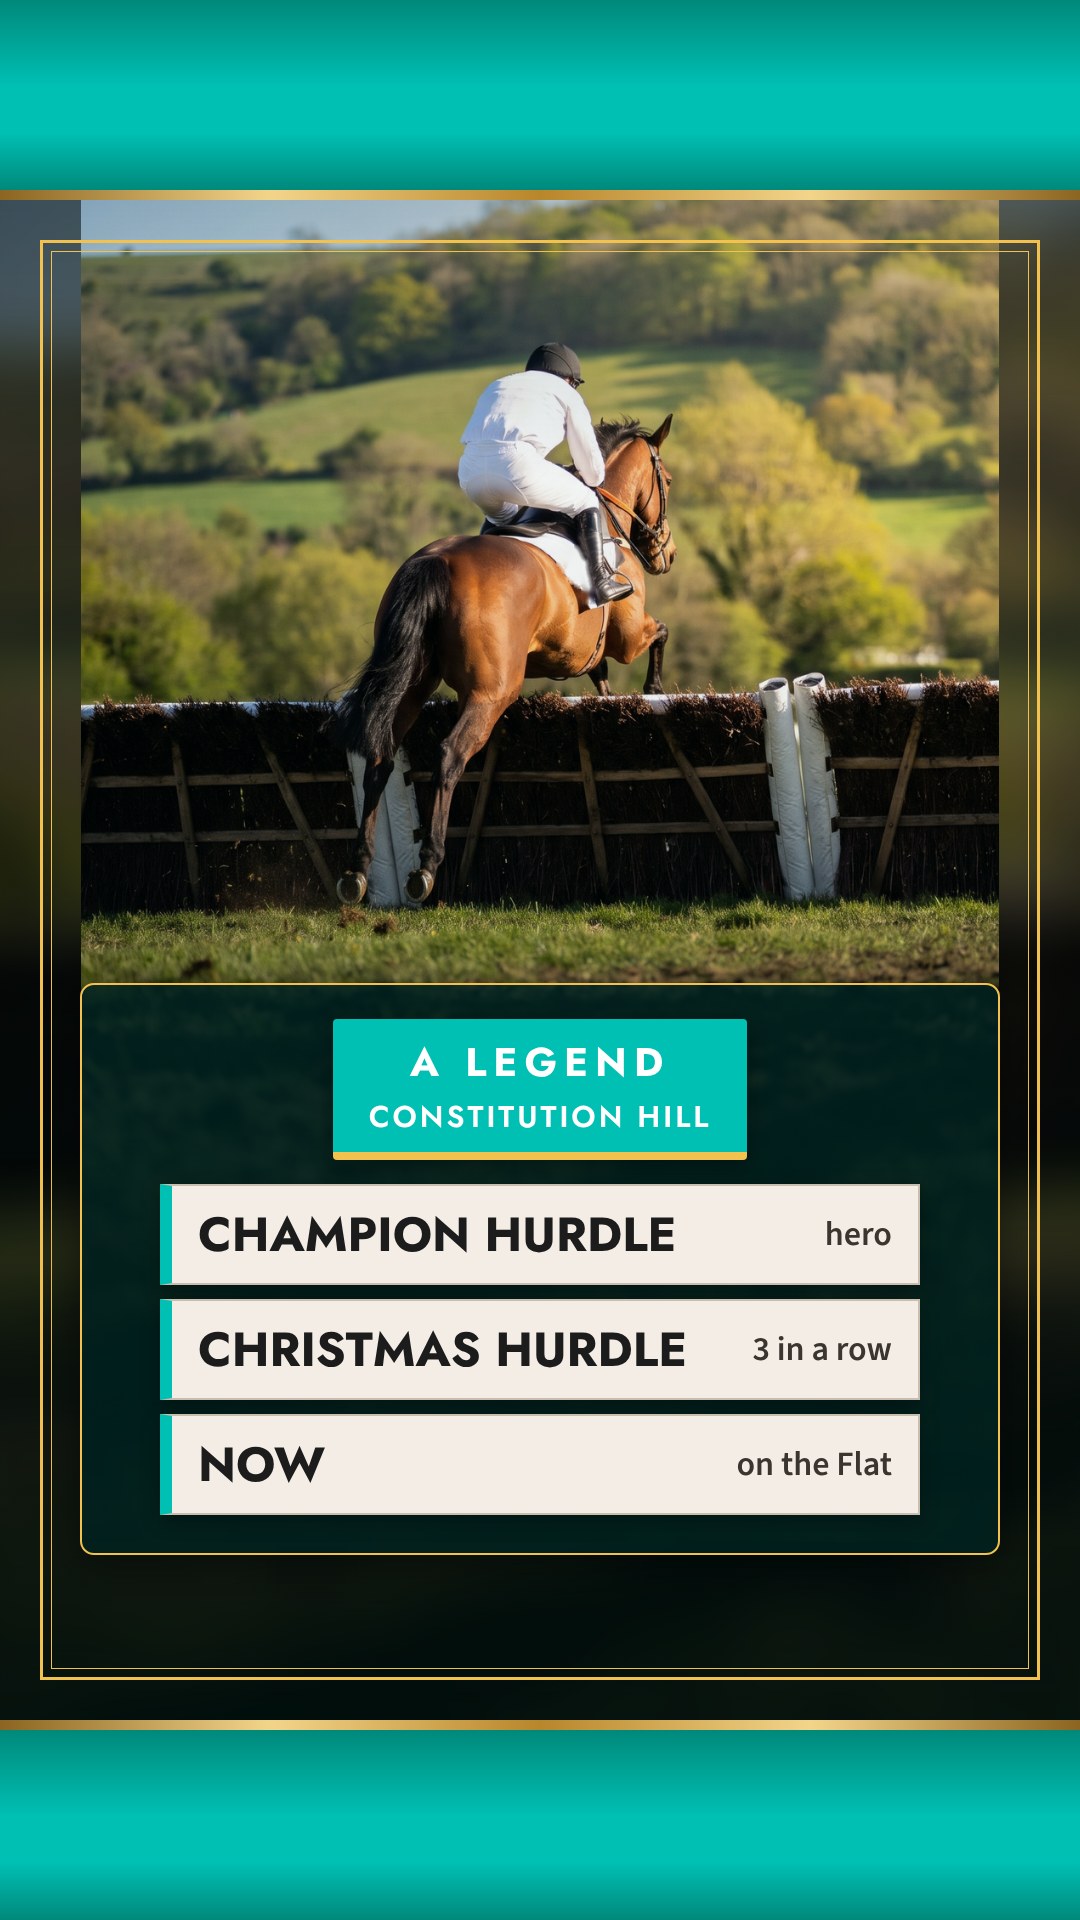 A LEGEND
CONSTITUTION HILL
CHAMPION HURDLE hero
CHRISTMAS HURDLE 3 in a row
NOW on the Flat